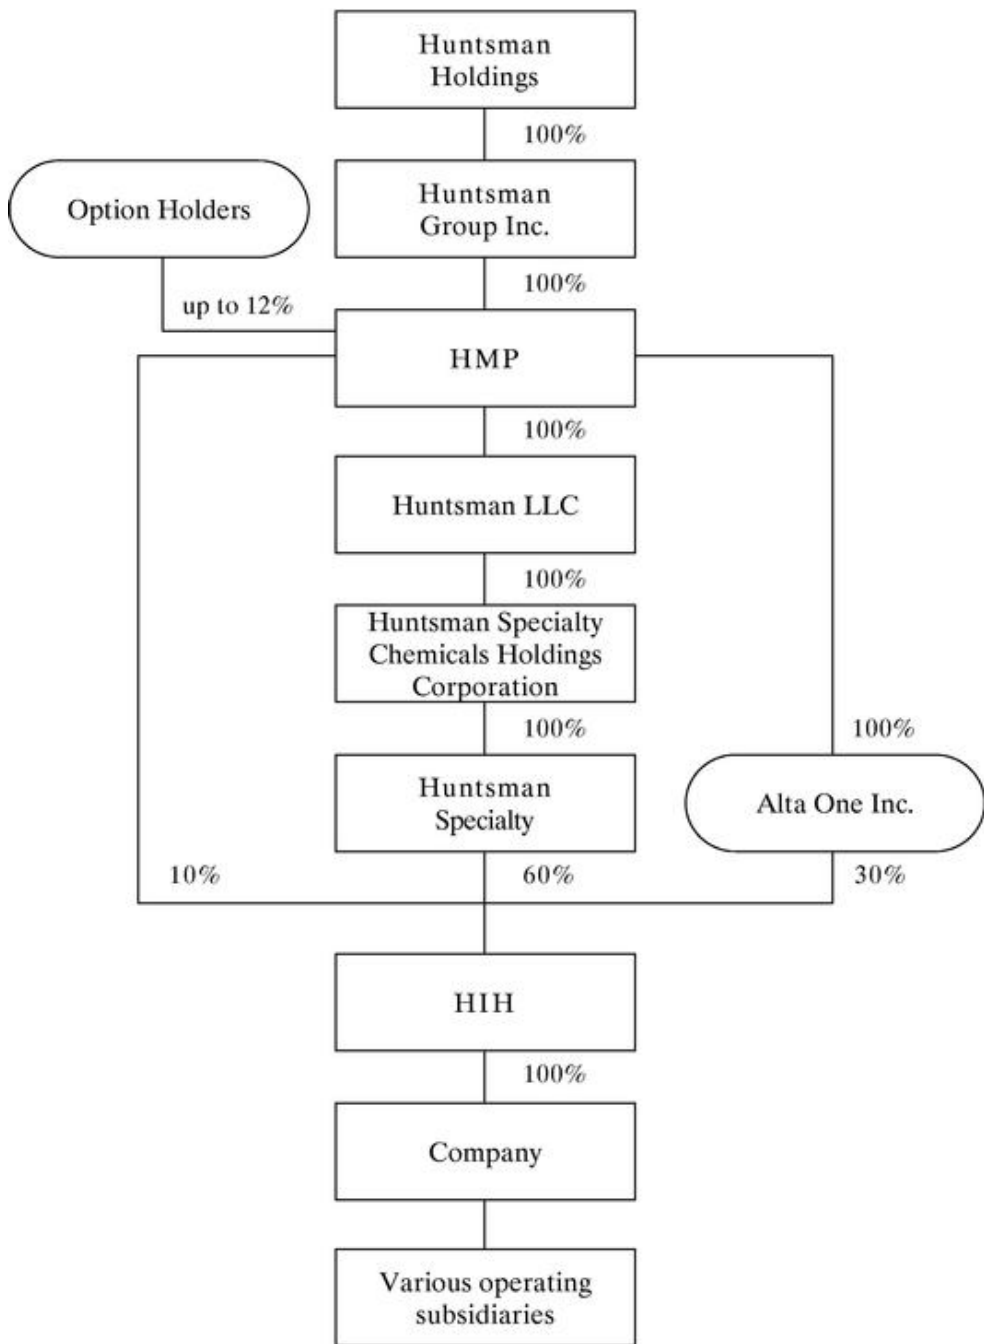 Huntsman
Holdings
100%
Option Holders
Huntsman
Group Inc.
100%
up to 12%
HMP
100%
Huntsman LLC
100%
Huntsman Specialty
Chemicals Holdings
Corporation
100%
100%
Huntsman
Specialty
Alta One Inc.
10%
60%
30%
HIH
100%
Company
Various operating
subsidiaries